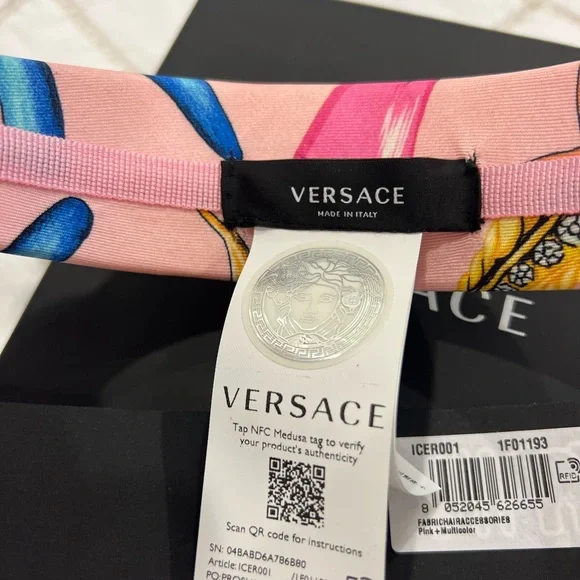 VERSACE
MADE IN ITALY
ACE
VERSACE
Tap NFC Medusa tag to verify
your product's authenticity
Scan QR code for instructions
SN: 04BABD6A7B6B80
Article: ICER001
ICER001 1F01193
RFID
8 052045 626655
FABRICHAIRACCESSORIES
Pink+Multicolor